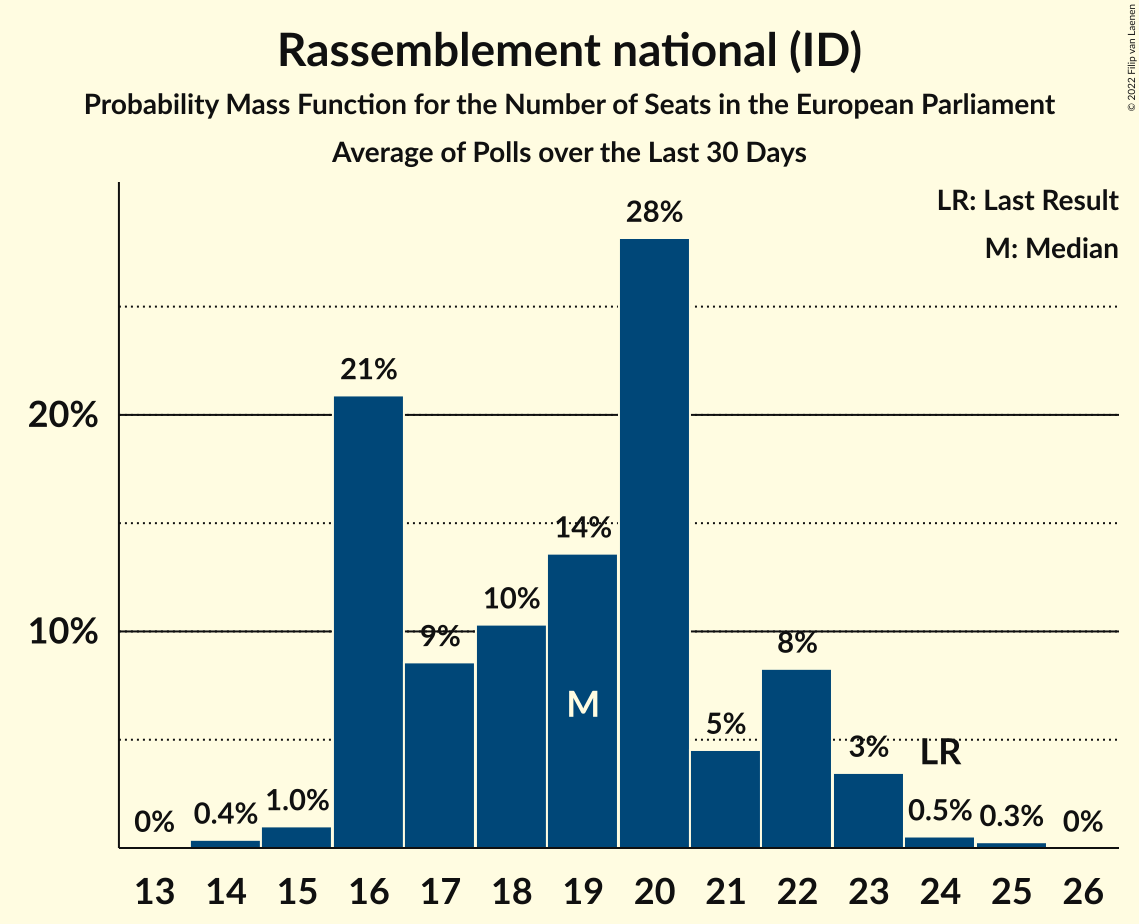 Rassemblement national (ID)
Probability Mass Function for the Number of Seats in the European Parliament
Average of Polls over the Last 30 Days
© 2022 Filip van Laenen
LR: Last Result
M: Median
28%
21%
20%
14%
10%
10%
9%
8%
M
5%
3%
LR
0%
0.4%
1.0%
0.5%
0.3%
0%
13 14 15 16 17 18 19 20 21 22 23 24 25 26